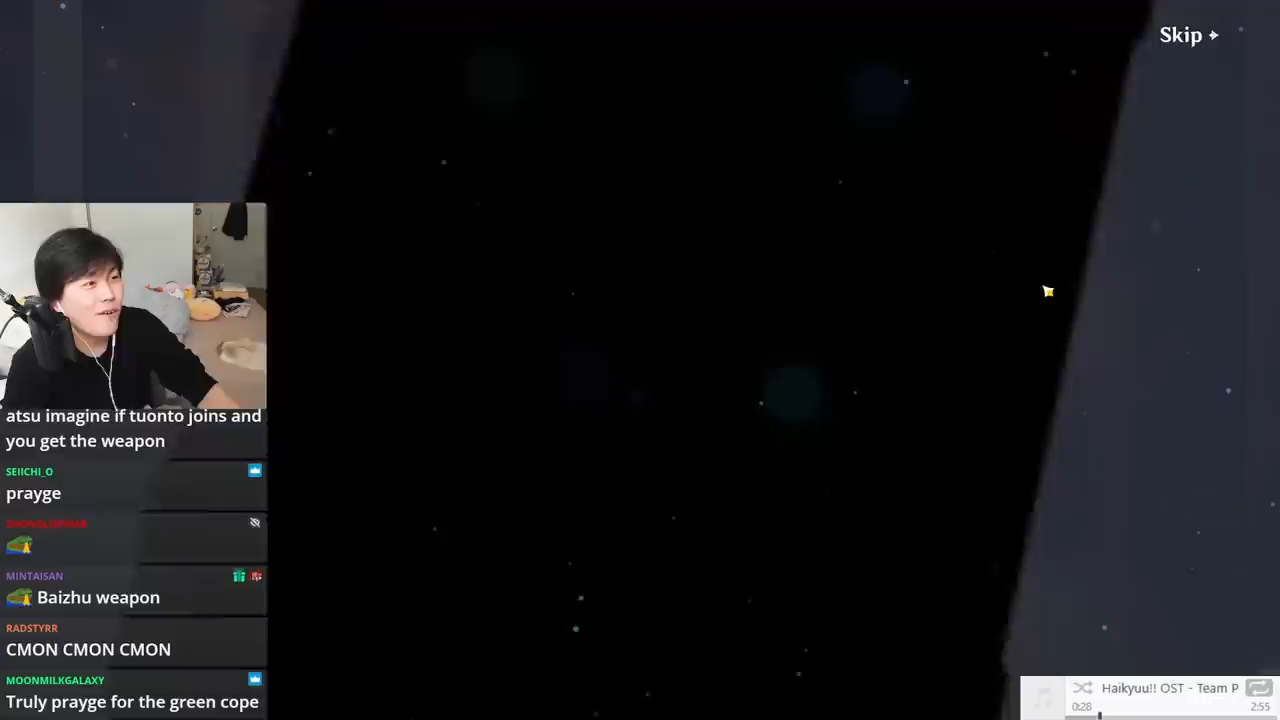 Skip
atsu imagine if tuonto joins and
you get the weapon
SEIICHI_O
prayge
MINTAISAN
Baizhu weapon
RADSTYRR
CMON CMON CMON
MOONMILKGALAXY
Truly prayge for the green cope
Haikyuu!! OST - Team P
0:28 2:55